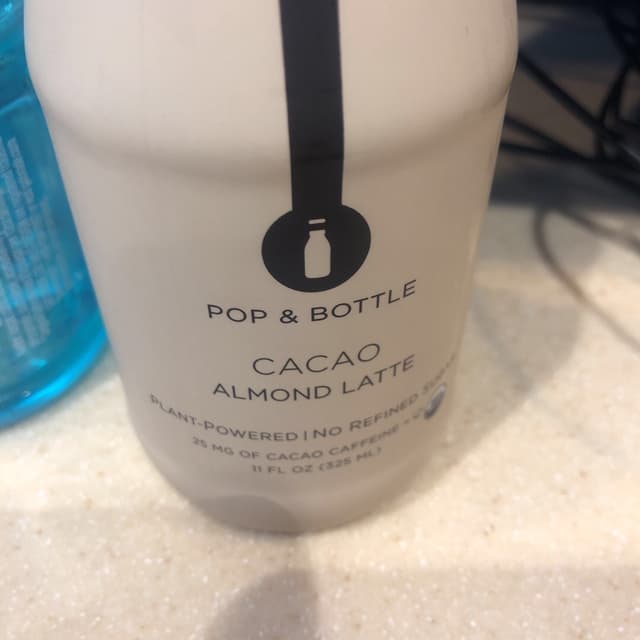 POP & BOTTLE
CACAO
ALMOND LATTE
PLANT-POWERED | NO REFINED
25 MG OF CACAO CAFFEINE
11 FL OZ (325 ML)